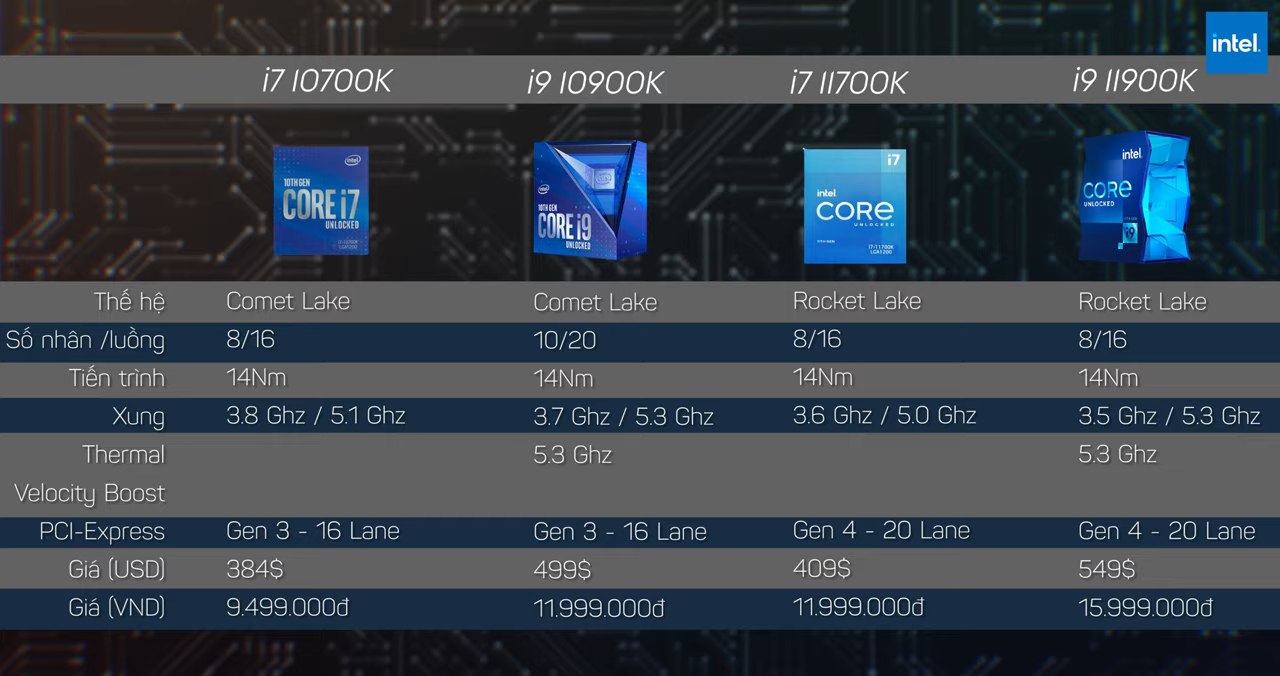 intel.
i7 10700K i9 10900K i7 11700K i9 11900K
intel
10TH GEN
CORE i7
UNLOCKED
intel
10TH GEN
CORE i9
UNLOCKED
i7
intel
CORE
UNLOCKED
i7-11700K
LGA1200
intel.
CORE
UNLOCKED
i9
Thế hệ Comet Lake Comet Lake Rocket Lake Rocket Lake
Số nhân /luồng 8/16 10/20 8/16 8/16
Tiến trình 14Nm 14Nm 14Nm 14Nm
Xung 3.8 Ghz / 5.1 Ghz 3.7 Ghz / 5.3 Ghz 3.6 Ghz / 5.0 Ghz 3.5 Ghz / 5.3 Ghz
Thermal 5.3 Ghz 5.3 Ghz
Velocity Boost
PCI-Express Gen 3 - 16 Lane Gen 3 - 16 Lane Gen 4 - 20 Lane Gen 4 - 20 Lane
Giá (USD) 384$ 499$ 409$ 549$
Giá (VND) 9.499.000đ 11.999.000đ 11.999.000đ 15.999.000đ